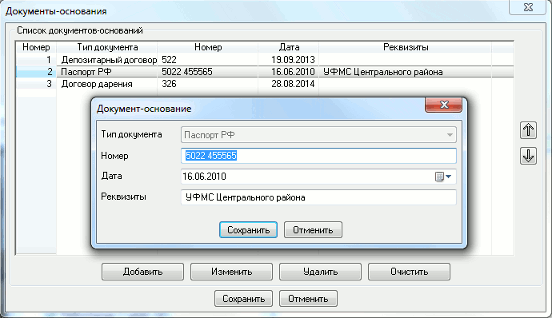 Документы-основания
Список документов-оснований
Номер Тип документа Номер Дата Реквизиты
1 Депозитарный договор 522 19.09.2013
2 Паспорт РФ 5022 455565 16.06.2010 УФМС Центрального района
3 Договор дарения 326 28.08.2014
Документ-основание
Тип документа Паспорт РФ
Номер 5022 455565
Дата 16.06.2010
Реквизиты УФМС Центрального района
Сохранить Отменить
Добавить Изменить Удалить Очистить
Сохранить Отменить